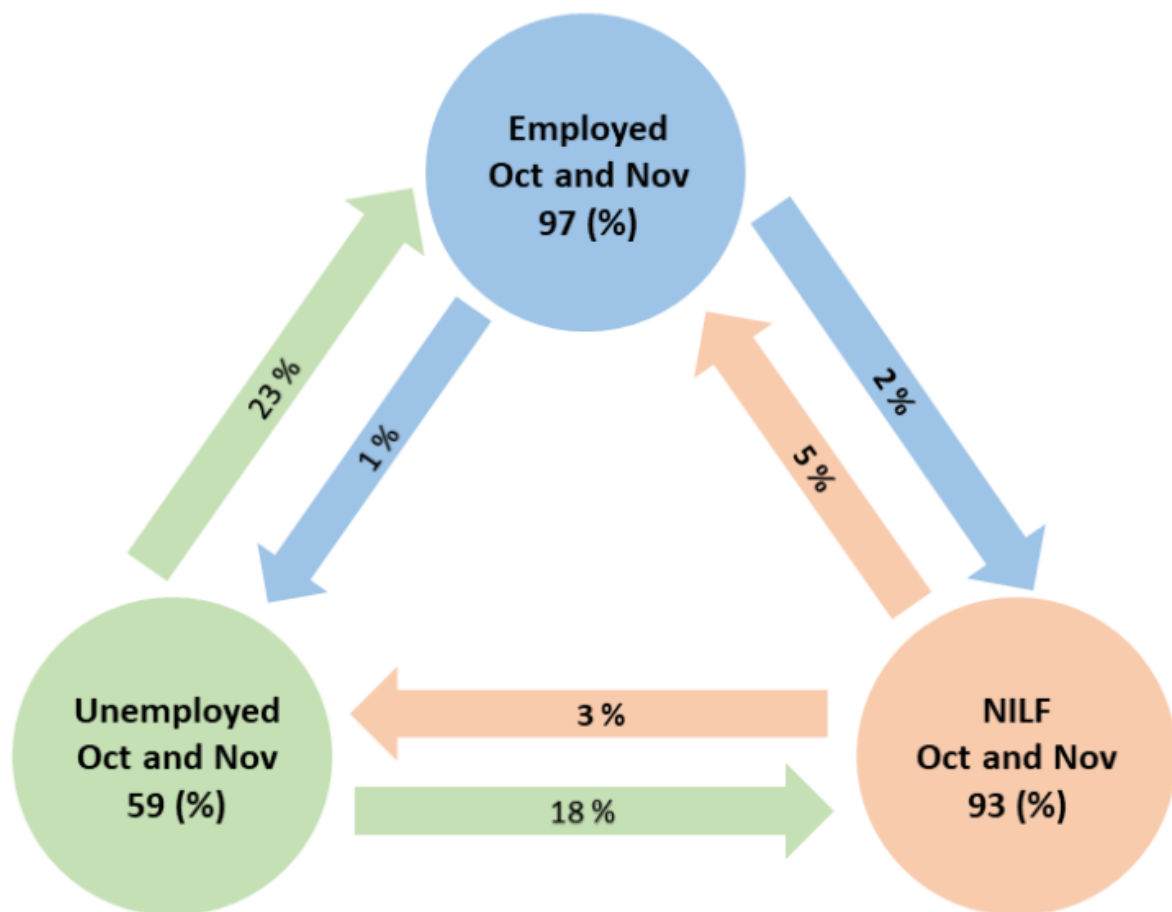 Employed
Oct and Nov
97 (%)
23 %
1 %
2 %
5 %
Unemployed
Oct and Nov
59 (%)
3 %
18 %
NILF
Oct and Nov
93 (%)